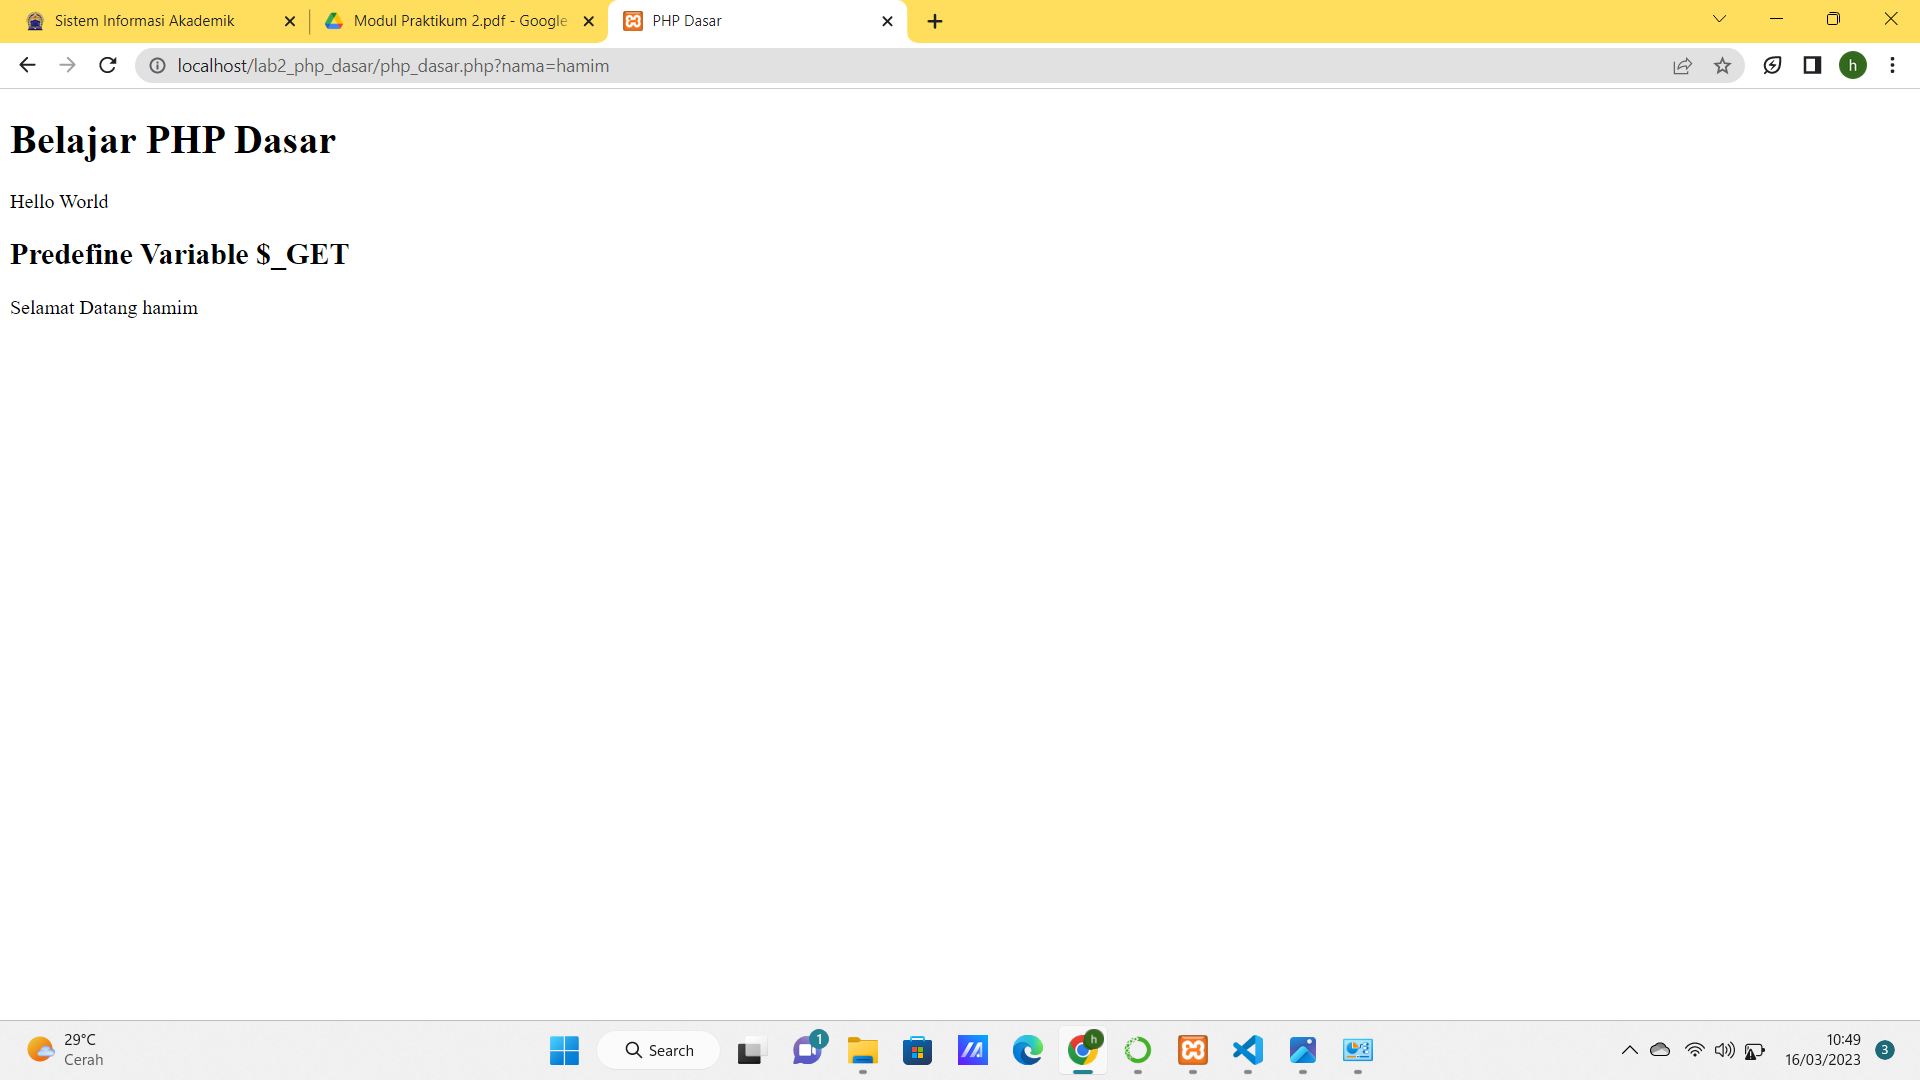 Sistem Informasi Akademik
Modul Praktikum 2.pdf - Google
PHP Dasar
localhost/lab2_php_dasar/php_dasar.php?nama=hamim
h
Belajar PHP Dasar
Hello World
Predefine Variable $_GET
Selamat Datang hamim
29°C
Cerah
Search
1
h
10:49
16/03/2023
3